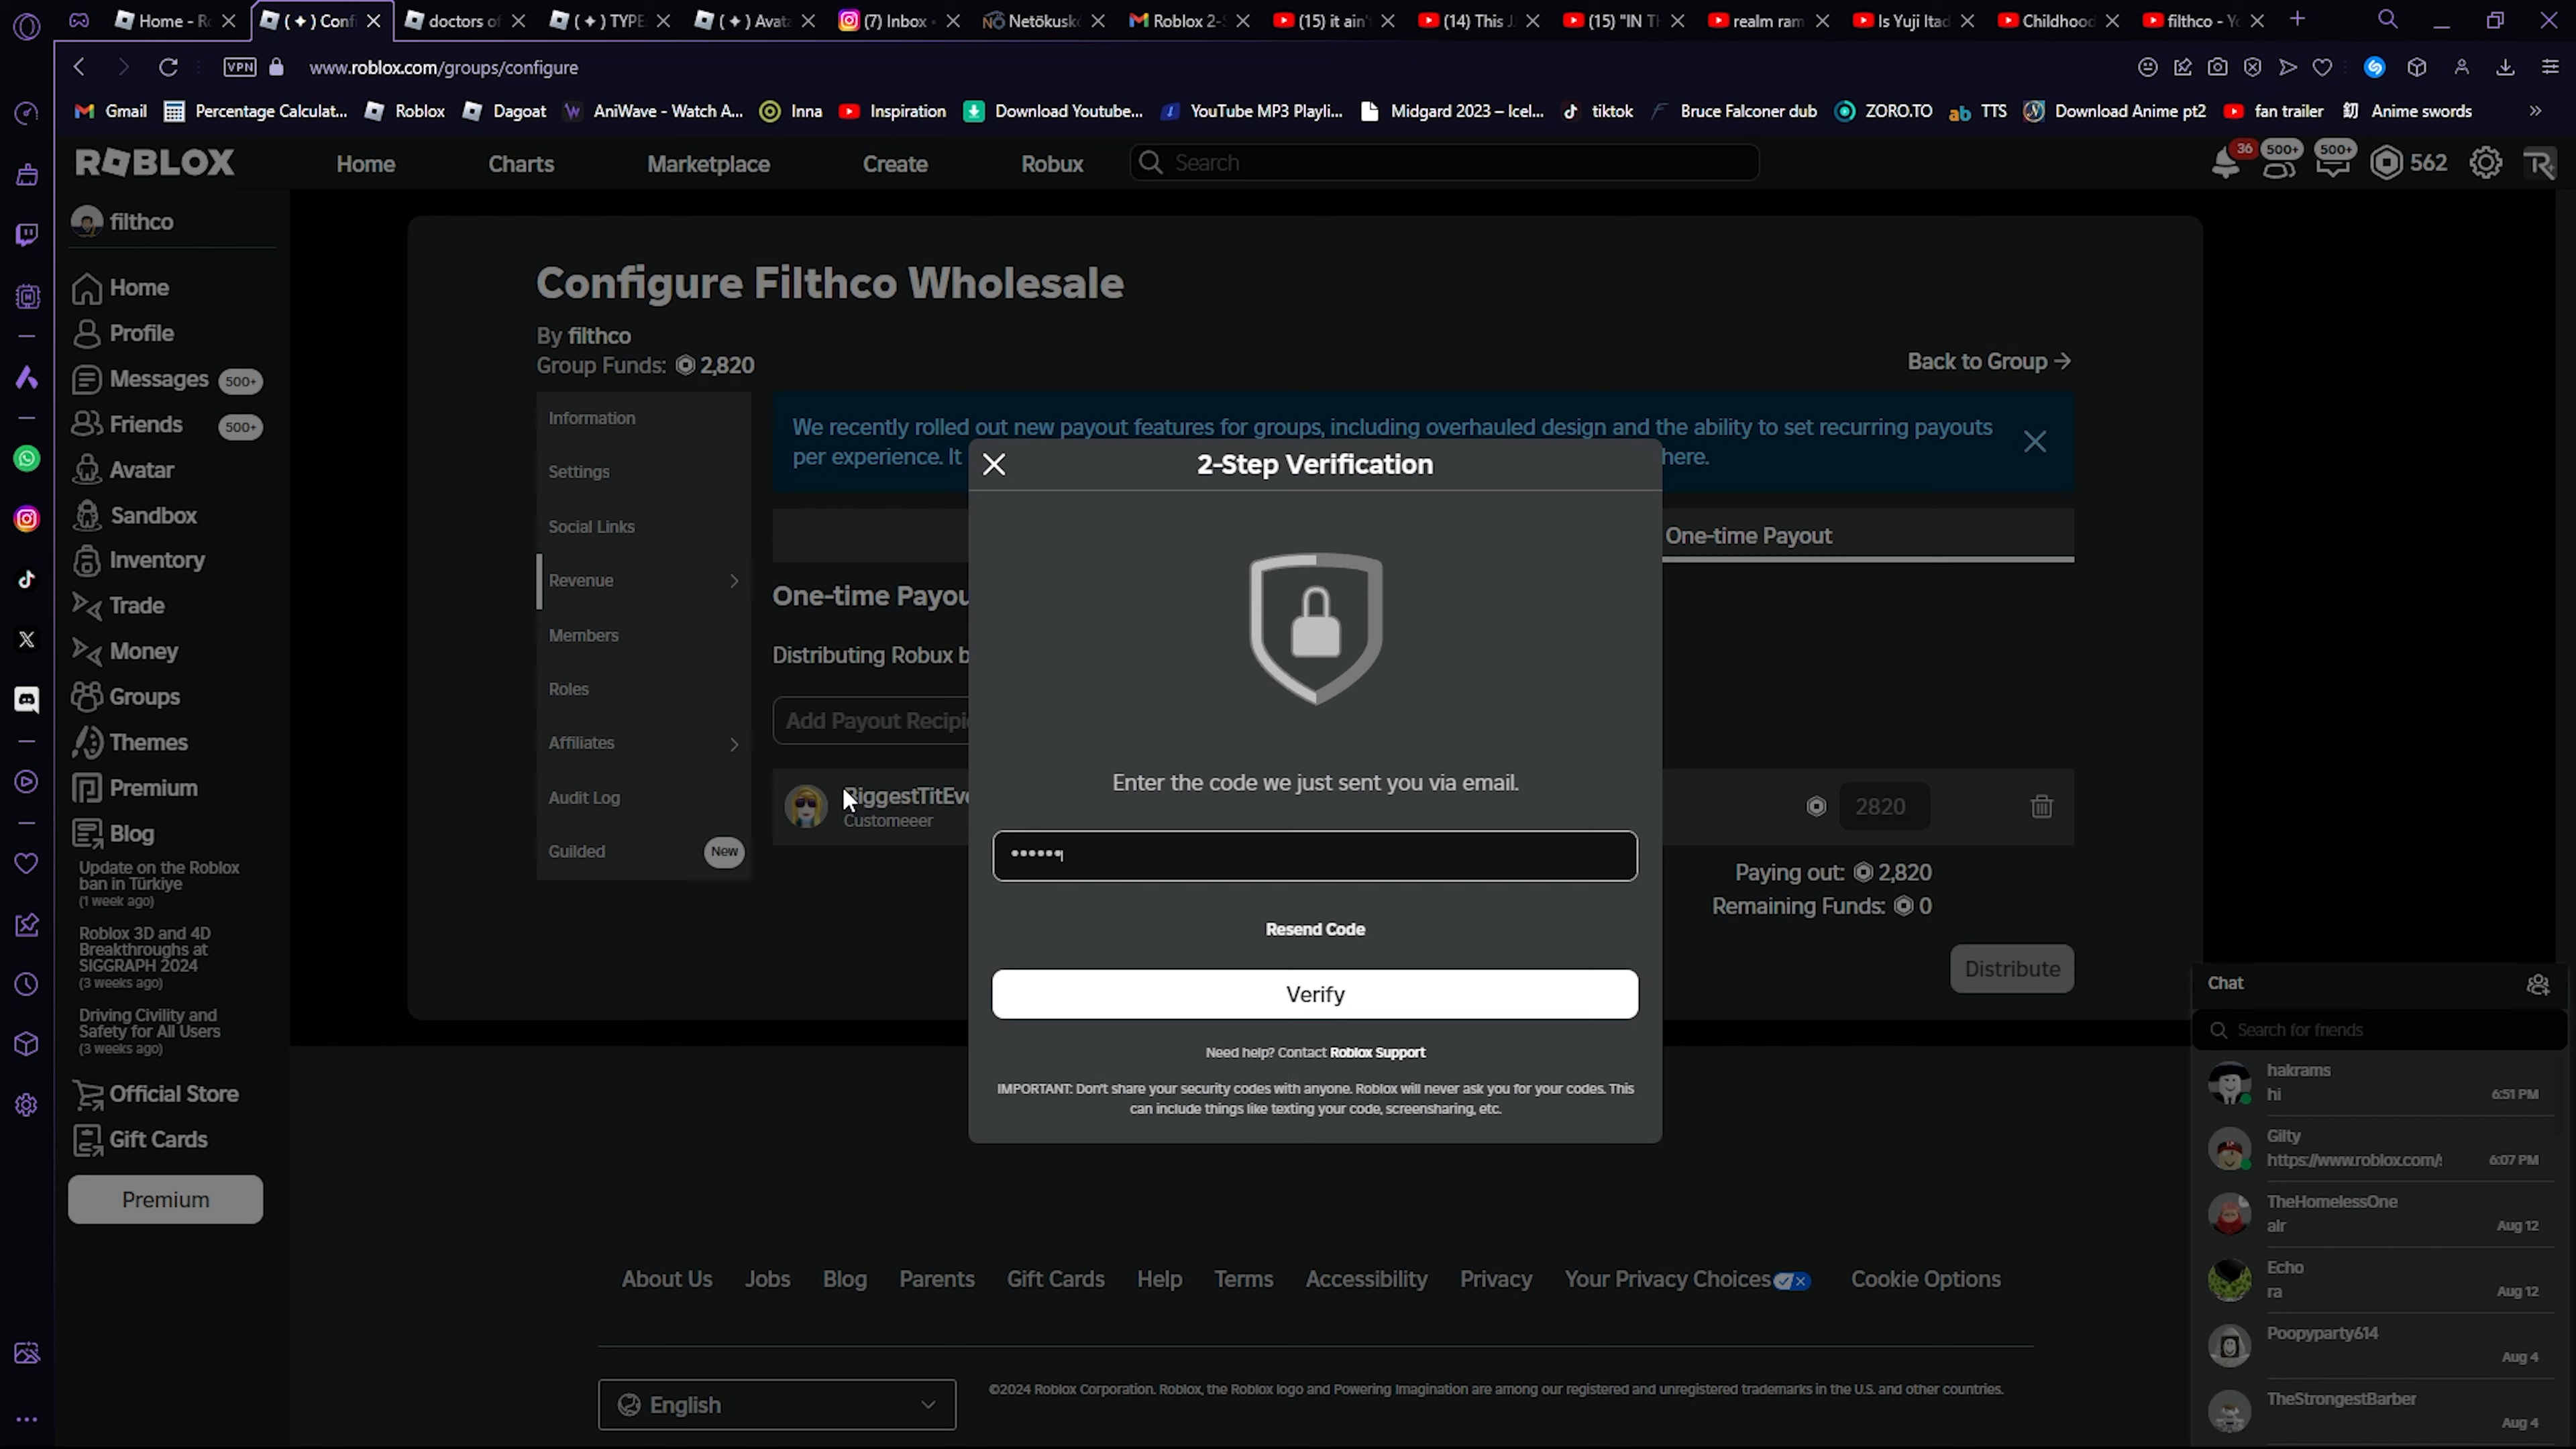 Home - R
( + ) Conf
doctors of
( + ) TYPE
( + ) Avata
(7) Inbox
Netōkusk
Roblox 2-
(15) it ain'
(14) This J
(15) "IN T
realm ram
Is Yuji Itad
Childhood
filthco - Y
VPN
www.roblox.com/groups/configure
Gmail
Percentage Calculat...
Roblox
Dagoat
AniWave - Watch A...
Inna
Inspiration
Download Youtube...
YouTube MP3 Playli...
Midgard 2023 – Icel...
tiktok
Bruce Falconer dub
ZORO.TO
TTS
Download Anime pt2
fan trailer
Anime swords
ROBLOX
Home
Charts
Marketplace
Create
Robux
Search
36
500+
500+
562
filthco
Home
Profile
Messages 500+
Friends 500+
Avatar
Sandbox
Inventory
Trade
Money
Groups
Themes
Premium
Blog
Update on the Roblox
ban in Türkiye
(1 week ago)
Roblox 3D and 4D
Breakthroughs at
SIGGRAPH 2024
(3 weeks ago)
Driving Civility and
Safety for All Users
(3 weeks ago)
Official Store
Gift Cards
Premium
Configure Filthco Wholesale
By filthco
Group Funds: 2,820
Back to Group
Information
Settings
Social Links
Revenue
Members
Roles
Affiliates
Audit Log
Guilded New
We recently rolled out new payout features for groups, including overhauled design and the ability to set recurring payouts
per experience. It
here.
One-time Payout
One-time Payou
Distributing Robux b
Add Payout Recipi
BiggestTitEve
Customeeer
2820
Paying out: 2,820
Remaining Funds: 0
Distribute
2-Step Verification
Enter the code we just sent you via email.
••••••
Resend Code
Verify
Need help? Contact Roblox Support
IMPORTANT: Don't share your security codes with anyone. Roblox will never ask you for your codes. This
can include things like texting your code, screensharing, etc.
Chat
Search for friends
hakrams
hi 6:51 PM
Gilty
https://www.roblox.com/ 6:07 PM
TheHomelessOne
alr Aug 12
Echo
ra Aug 12
Poopyparty614
Aug 4
TheStrongestBarber
Aug 4
About Us
Jobs
Blog
Parents
Gift Cards
Help
Terms
Accessibility
Privacy
Your Privacy Choices
Cookie Options
English
©2024 Roblox Corporation. Roblox, the Roblox logo and Powering Imagination are among our registered and unregistered trademarks in the U.S. and other countries.